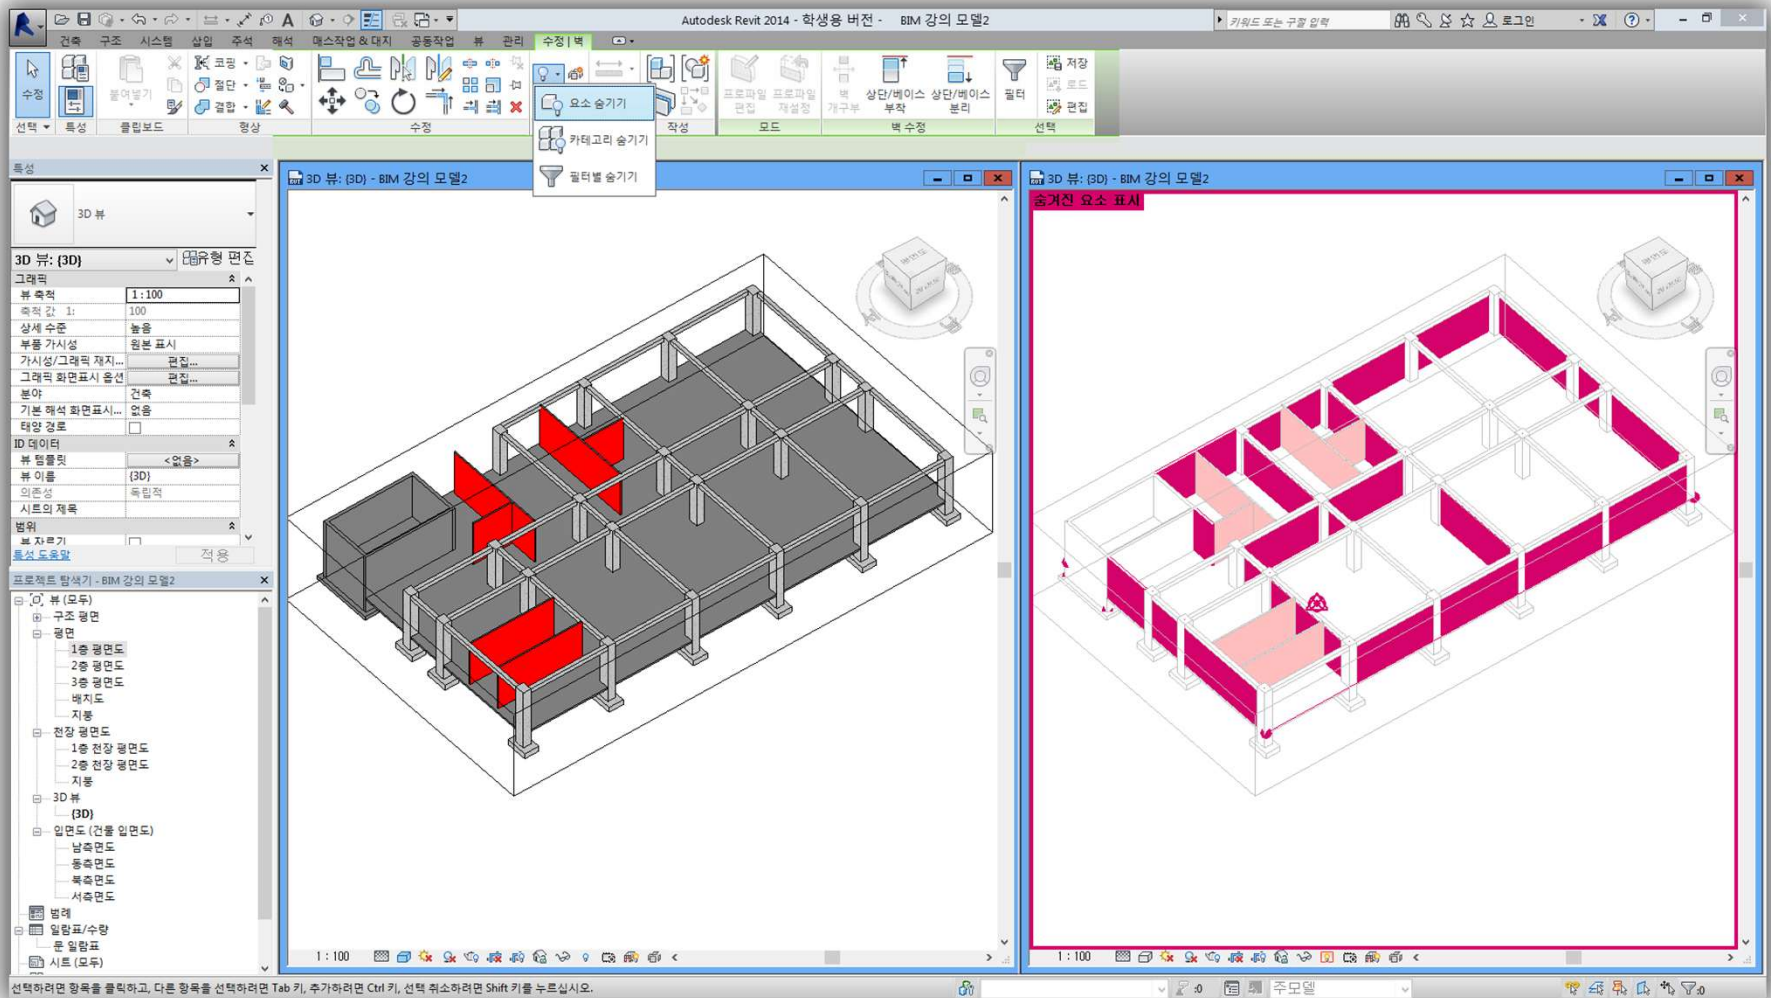 Autodesk Revit 2014 - 학생용 버전 - BIM 강의 모델2
키워드 또는 구절 입력
로그인
건축 구조 시스템 삽입 주석 해석 매스작업 & 대지 공동작업 뷰 관리 수정 | 벽
수정
붙여넣기
코핑
절단
결합
프로파일 편집
프로파일 재설정
벽 개구부
상단/베이스 부착
상단/베이스 분리
필터
저장
로드
편집
선택 특성 클립보드 형상 수정 작성 모드 벽 수정 선택
요소 숨기기
카테고리 숨기기
필터별 숨기기
특성
3D 뷰
3D 뷰: {3D}
유형 편집
그래픽
뷰 축척 1 : 100
축척 값 1: 100
상세 수준 높음
부품 가시성 원본 표시
가시성/그래픽 재지... 편집...
그래픽 화면표시 옵션 편집...
분야 건축
기본 해석 화면표시... 없음
태양 경로
ID 데이터
뷰 템플릿 <없음>
뷰 이름 {3D}
의존성 독립적
시트의 제목
범위
뷰 자르기
특성 도움말 적용
프로젝트 탐색기 - BIM 강의 모델2
뷰 (모두)
구조 평면
평면
1층 평면도
2층 평면도
3층 평면도
배치도
지붕
천장 평면도
1층 천장 평면도
2층 천장 평면도
지붕
3D 뷰
{3D}
입면도 (건물 입면도)
남측면도
동측면도
북측면도
서측면도
범례
일람표/수량
문 일람표
시트 (모두)
3D 뷰: {3D} - BIM 강의 모델2
1 : 100
3D 뷰: {3D} - BIM 강의 모델2
숨겨진 요소 표시
1 : 100
선택하려면 항목을 클릭하고, 다른 항목을 선택하려면 Tab 키, 추가하려면 Ctrl 키, 선택 취소하려면 Shift 키를 누르십시오.
:0
주모델
:0